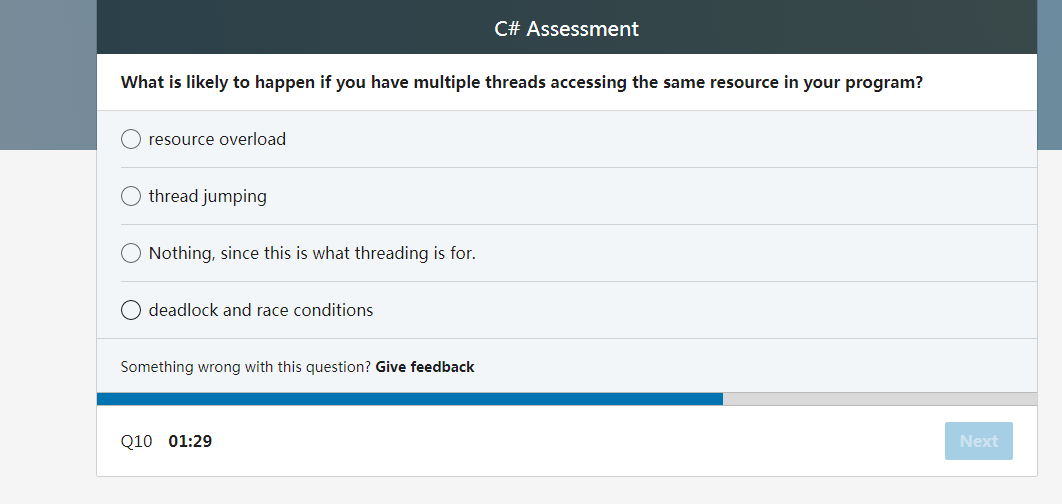 C# Assessment
What is likely to happen if you have multiple threads accessing the same resource in your program?
resource overload
thread jumping
Nothing, since this is what threading is for.
deadlock and race conditions
Something wrong with this question? Give feedback
Q10 01:29
Next